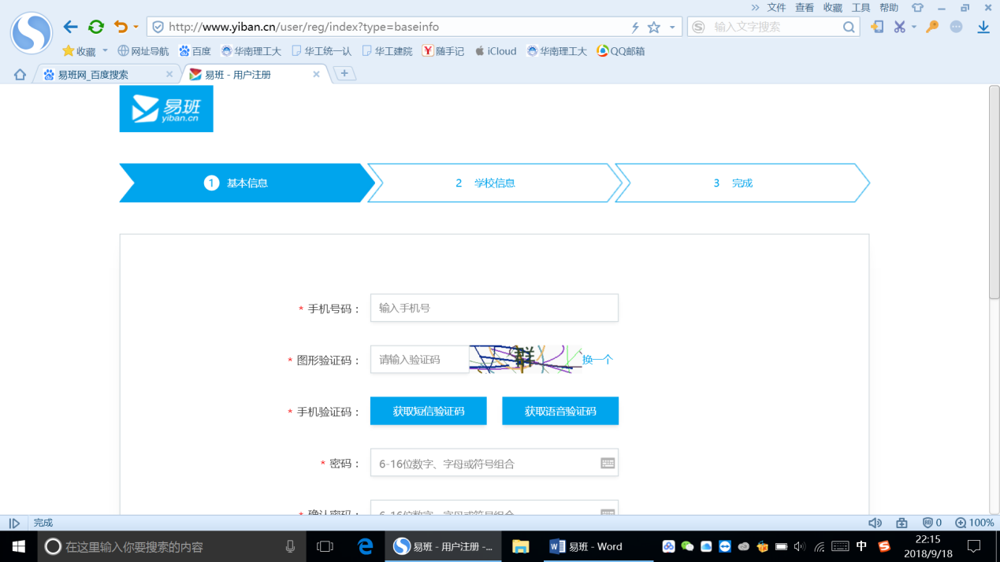 » 文件 查看 收藏 工具 帮助
http://www.yiban.cn/user/reg/index?type=baseinfo
输入文字搜索
收藏 网址导航 百度 华南理工大 华工统一认 华工建院 随手记 iCloud 华南理工大 QQ邮箱
易班网_百度搜索 易班 - 用户注册
易班
yiban.cn
1 基本信息 2 学校信息 3 完成
* 手机号码： 输入手机号
* 图形验证码： 请输入验证码 群 换一个
* 手机验证码： 获取短信验证码 获取语音验证码
* 密码： 6-16位数字、字母或符号组合
* 确认密码： 6-16位数字、字母或符号组合
完成 0 100%
在这里输入你要搜索的内容 易班 - 用户注册 -... 易班 - Word 中 22:15
2018/9/18